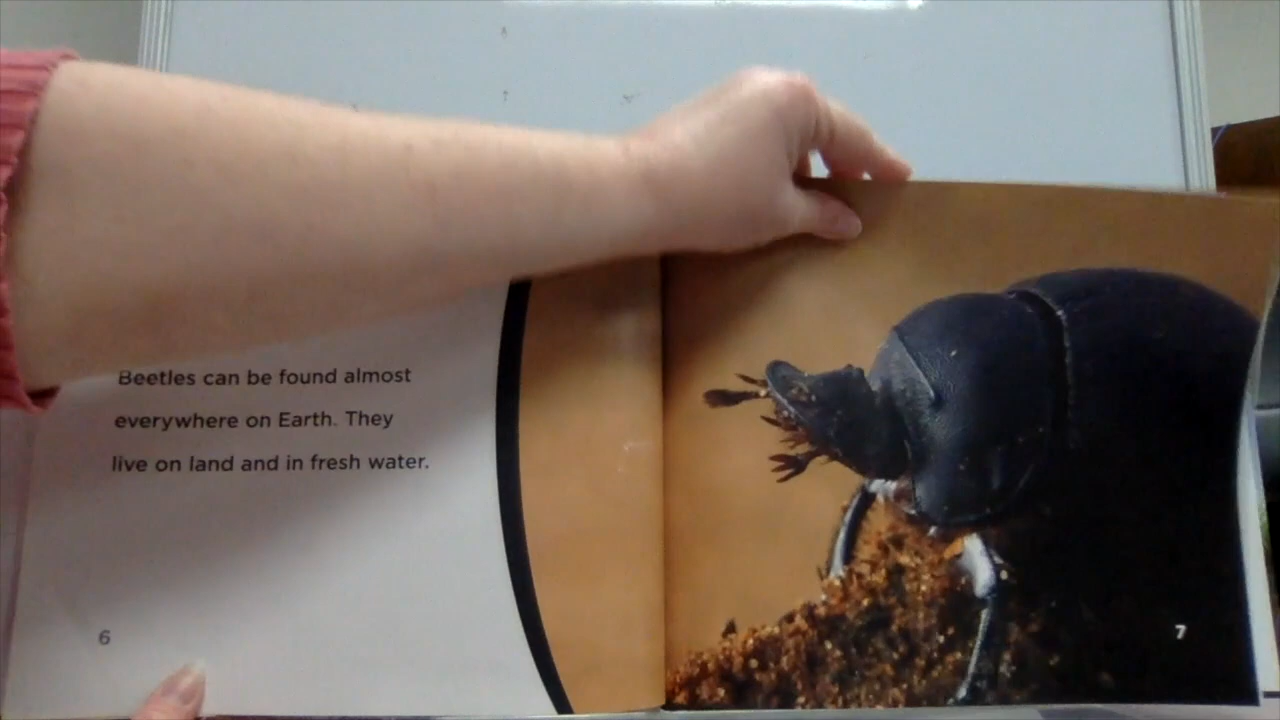 Beetles can be found almost
everywhere on Earth. They
live on land and in fresh water.
6
7